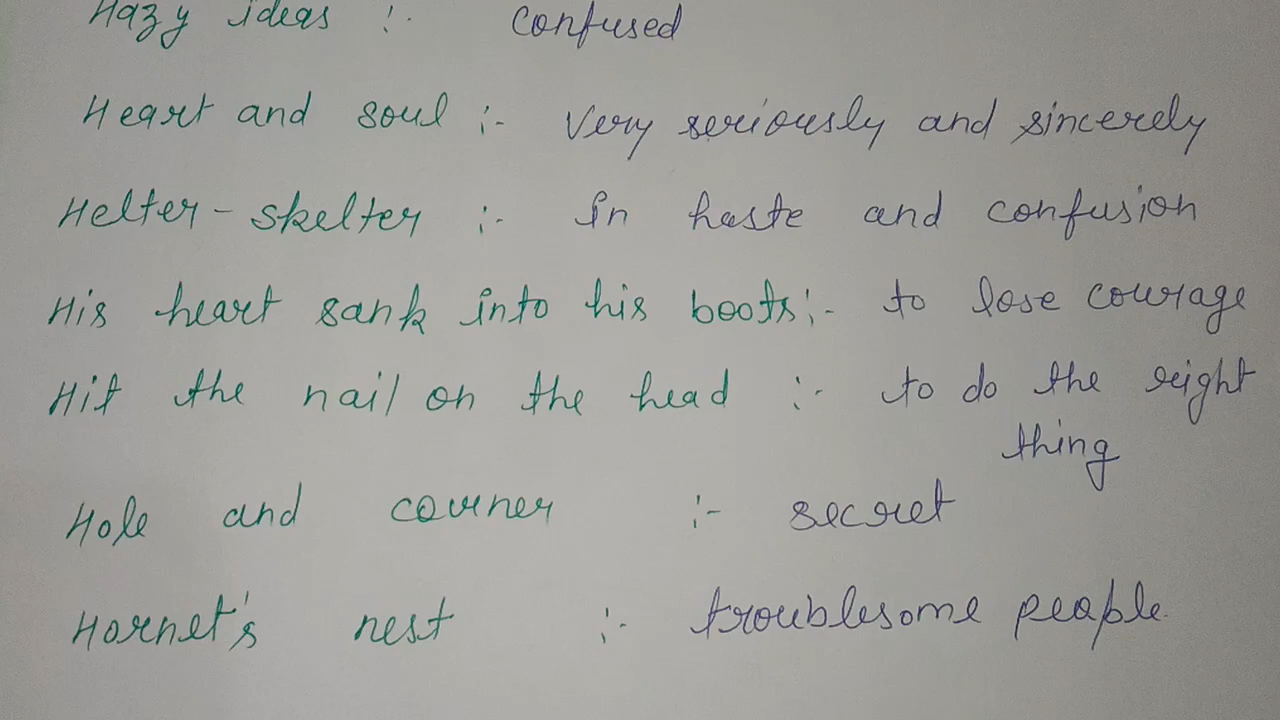 Hazy ideas :- confused
Heart and soul :- Very seriously and sincerely
Helter-skelter :- In haste and confusion
His heart sank into his boots :- to lose courage
Hit the nail on the head :- to do the right
thing
Hole and corner :- secret
Hornet's nest :- troublesome people